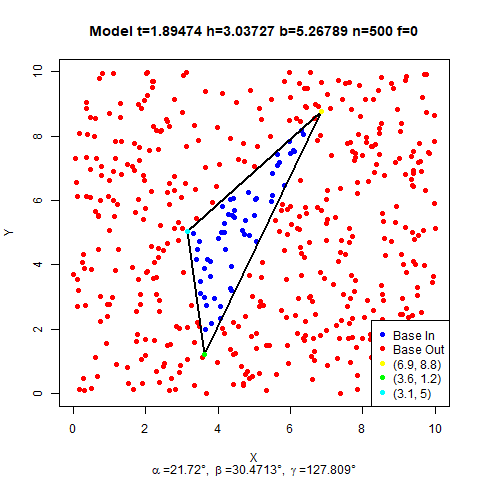 Model t=1.89474 h=3.03727 b=5.26789 n=500 f=0
Y
10
8
6
4
2
0
Base In
Base Out
(6.9, 8.8)
(3.6, 1.2)
(3.1, 5)
0 2 4 6 8 10
X
α=21.72°, β=30.4713°, γ=127.809°